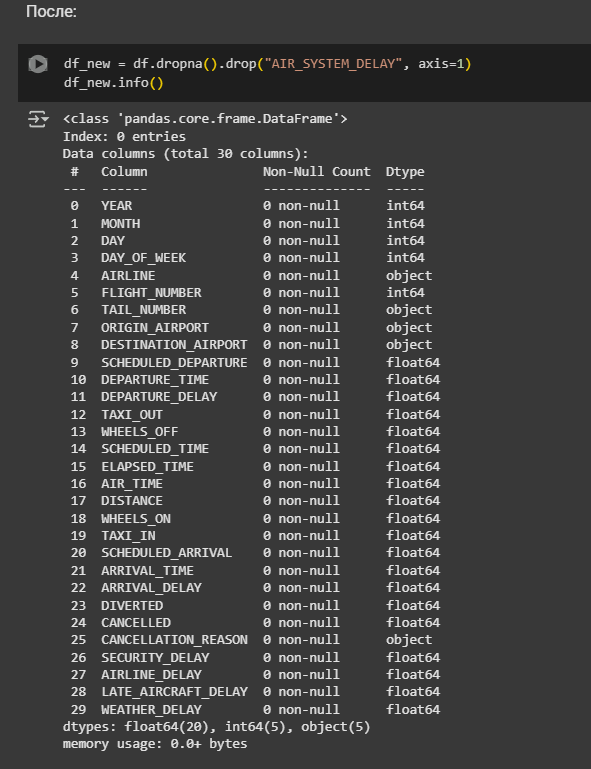 После:
df_new = df.dropna().drop("AIR_SYSTEM_DELAY", axis=1)
df_new.info()
<class 'pandas.core.frame.DataFrame'>
Index: 0 entries
Data columns (total 30 columns):
 #   Column               Non-Null Count  Dtype
---  ------               --------------  -----
 0   YEAR                 0 non-null      int64
 1   MONTH                0 non-null      int64
 2   DAY                  0 non-null      int64
 3   DAY_OF_WEEK          0 non-null      int64
 4   AIRLINE              0 non-null      object
 5   FLIGHT_NUMBER        0 non-null      int64
 6   TAIL_NUMBER          0 non-null      object
 7   ORIGIN_AIRPORT       0 non-null      object
 8   DESTINATION_AIRPORT  0 non-null      object
 9   SCHEDULED_DEPARTURE  0 non-null      float64
 10  DEPARTURE_TIME       0 non-null      float64
 11  DEPARTURE_DELAY      0 non-null      float64
 12  TAXI_OUT             0 non-null      float64
 13  WHEELS_OFF           0 non-null      float64
 14  SCHEDULED_TIME       0 non-null      float64
 15  ELAPSED_TIME         0 non-null      float64
 16  AIR_TIME             0 non-null      float64
 17  DISTANCE             0 non-null      float64
 18  WHEELS_ON            0 non-null      float64
 19  TAXI_IN              0 non-null      float64
 20  SCHEDULED_ARRIVAL    0 non-null      float64
 21  ARRIVAL_TIME         0 non-null      float64
 22  ARRIVAL_DELAY        0 non-null      float64
 23  DIVERTED             0 non-null      float64
 24  CANCELLED            0 non-null      float64
 25  CANCELLATION_REASON  0 non-null      object
 26  SECURITY_DELAY       0 non-null      float64
 27  AIRLINE_DELAY        0 non-null      float64
 28  LATE_AIRCRAFT_DELAY  0 non-null      float64
 29  WEATHER_DELAY        0 non-null      float64
dtypes: float64(20), int64(5), object(5)
memory usage: 0.0+ bytes